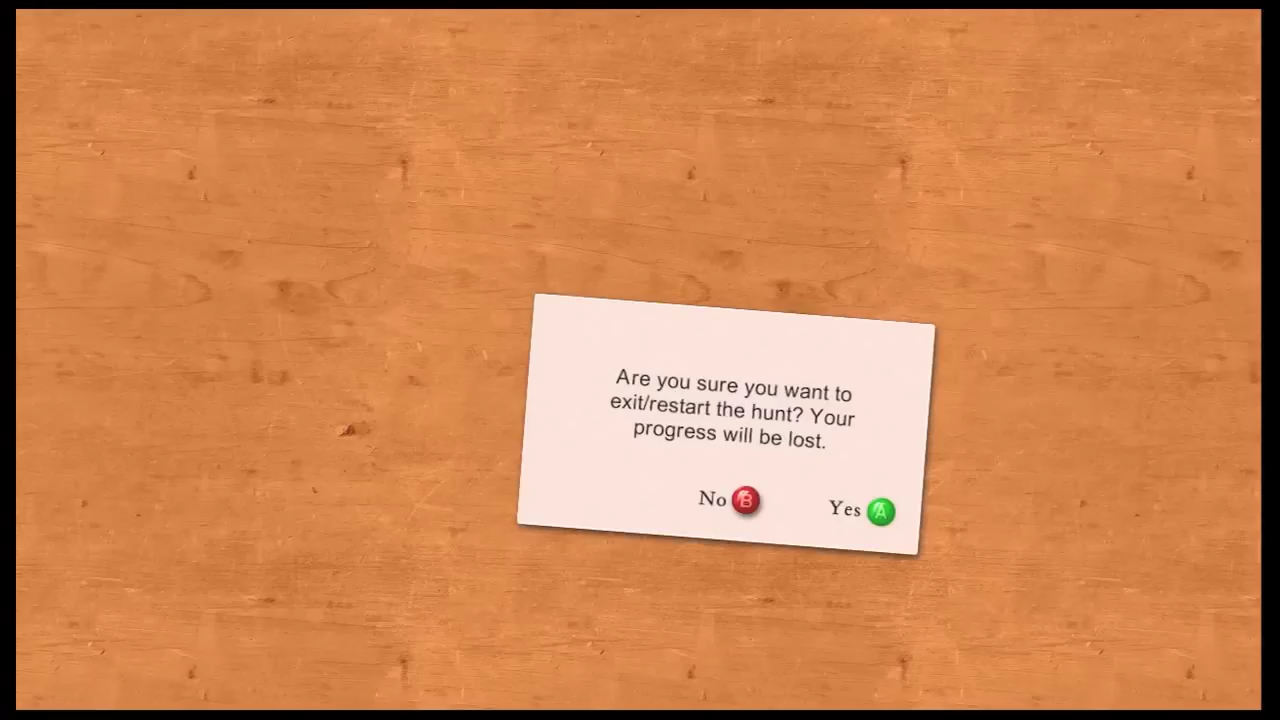 Are you sure you want to
exit/restart the hunt? Your
progress will be lost.
No B Yes A